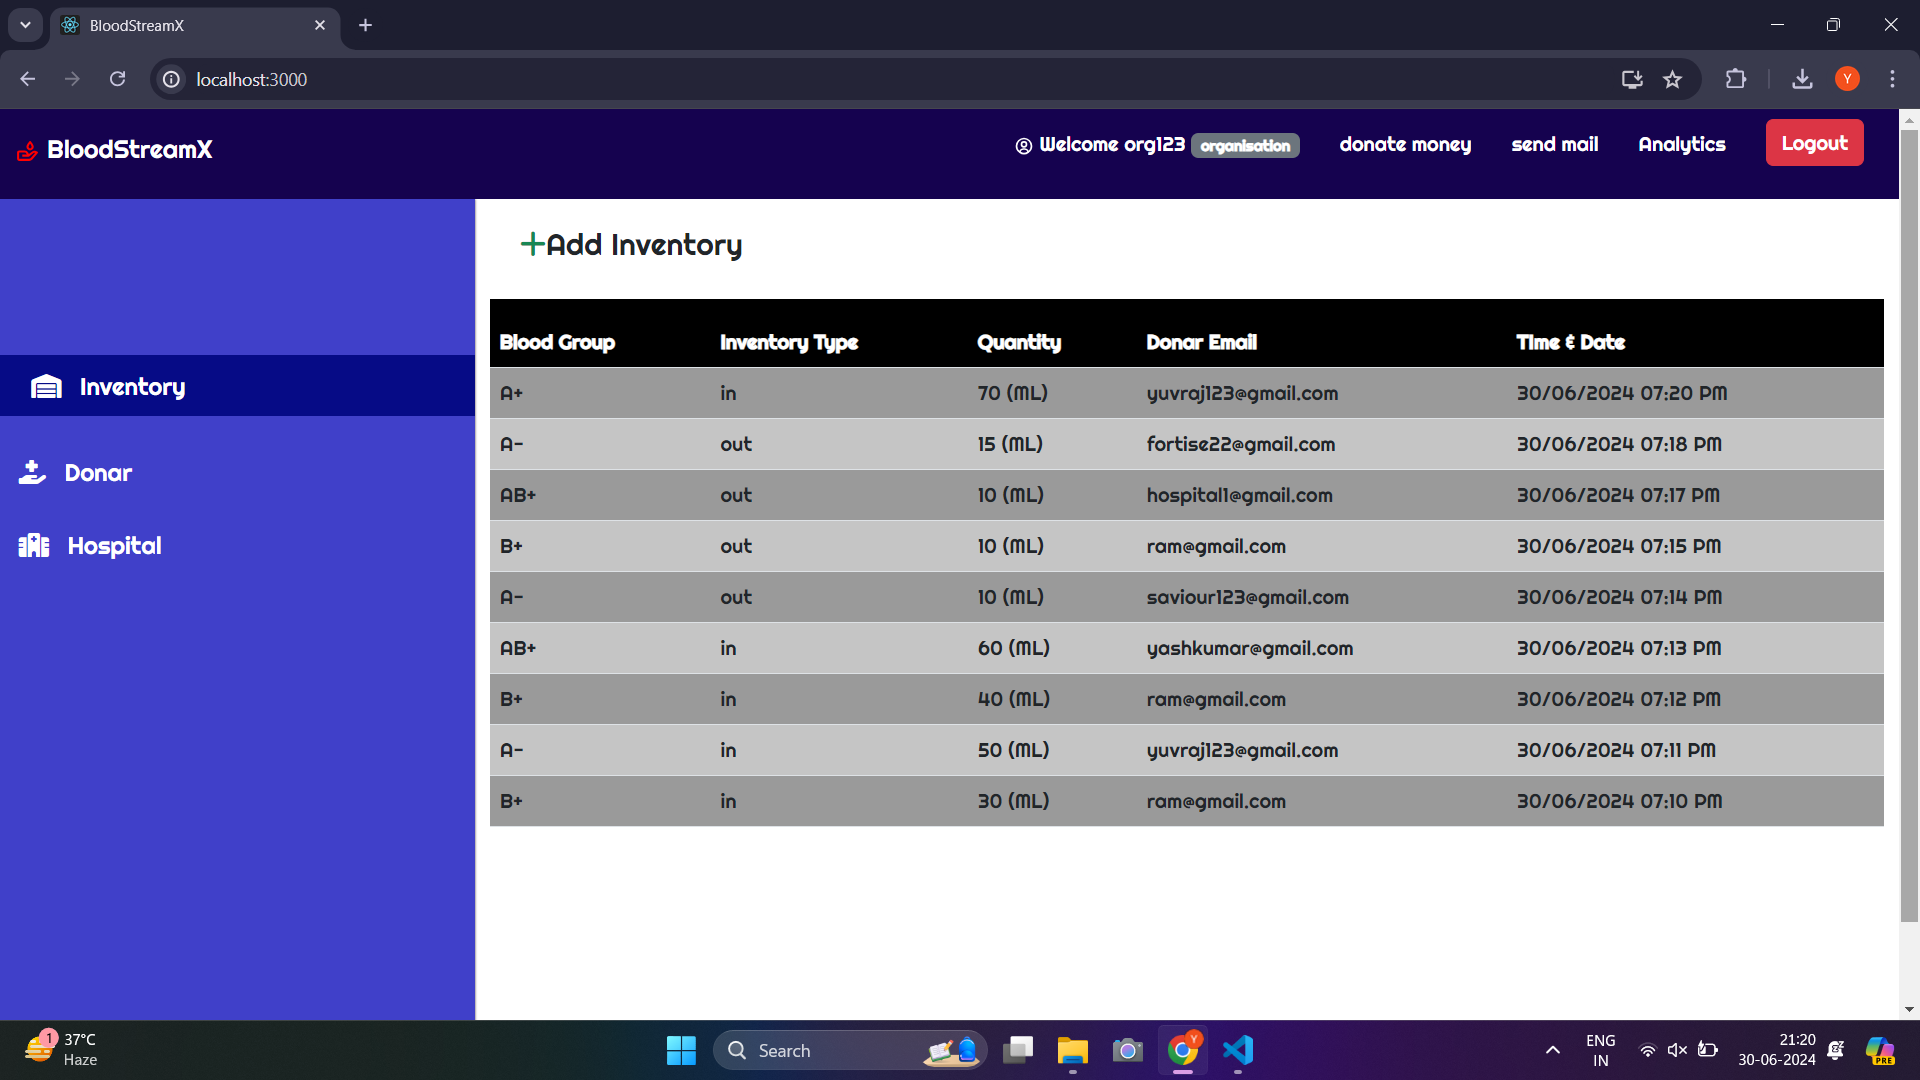 BloodStreamX
localhost:3000
Y
BloodStreamX
Welcome org123 organisation donate money send mail Analytics Logout
Inventory
Donar
Hospital
Add Inventory
Blood Group Inventory Type Quantity Donar Email TIme & Date
A+ in 70 (ML) yuvraj123@gmail.com 30/06/2024 07:20 PM
A- out 15 (ML) fortise22@gmail.com 30/06/2024 07:18 PM
AB+ out 10 (ML) hospital1@gmail.com 30/06/2024 07:17 PM
B+ out 10 (ML) ram@gmail.com 30/06/2024 07:15 PM
A- out 10 (ML) saviour123@gmail.com 30/06/2024 07:14 PM
AB+ in 60 (ML) yashkumar@gmail.com 30/06/2024 07:13 PM
B+ in 40 (ML) ram@gmail.com 30/06/2024 07:12 PM
A- in 50 (ML) yuvraj123@gmail.com 30/06/2024 07:11 PM
B+ in 30 (ML) ram@gmail.com 30/06/2024 07:10 PM
1
37°C
Haze
Search
Y
ENG
IN
21:20
30-06-2024
PRE